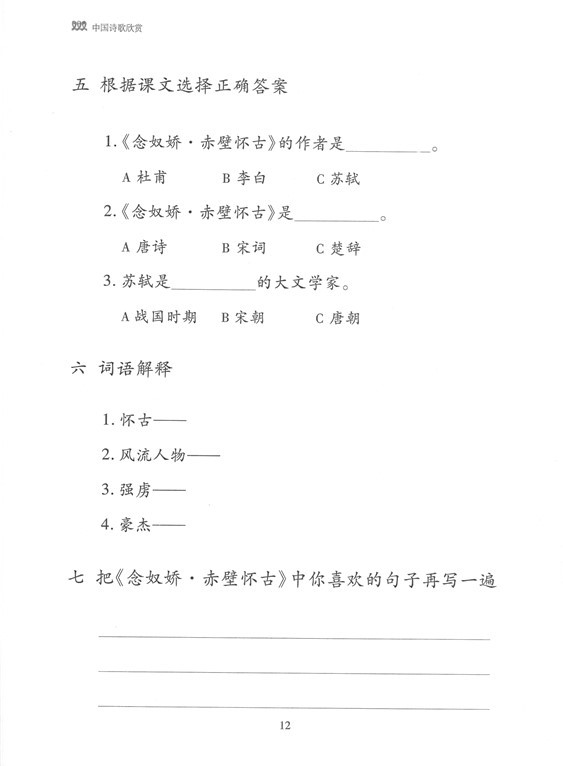 中国诗歌欣赏
五 根据课文选择正确答案
1.《念奴娇·赤壁怀古》的作者是__________。
A 杜甫 B 李白 C 苏轼
2.《念奴娇·赤壁怀古》是__________。
A 唐诗 B 宋词 C 楚辞
3. 苏轼是__________的大文学家。
A 战国时期 B 宋朝 C 唐朝
六 词语解释
1. 怀古——
2. 风流人物——
3. 强虏——
4. 豪杰——
七 把《念奴娇·赤壁怀古》中你喜欢的句子再写一遍
12